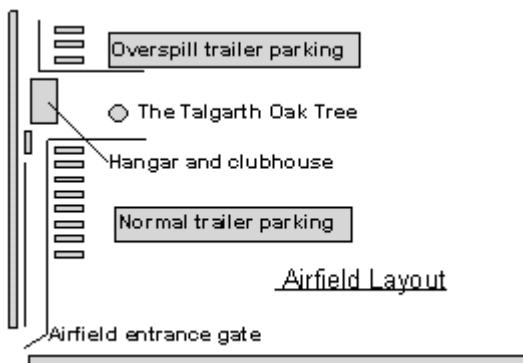 Overspill trailer parking
The Talgarth Oak Tree
Hangar and clubhouse
Normal trailer parking
Airfield Layout
Airfield entrance gate